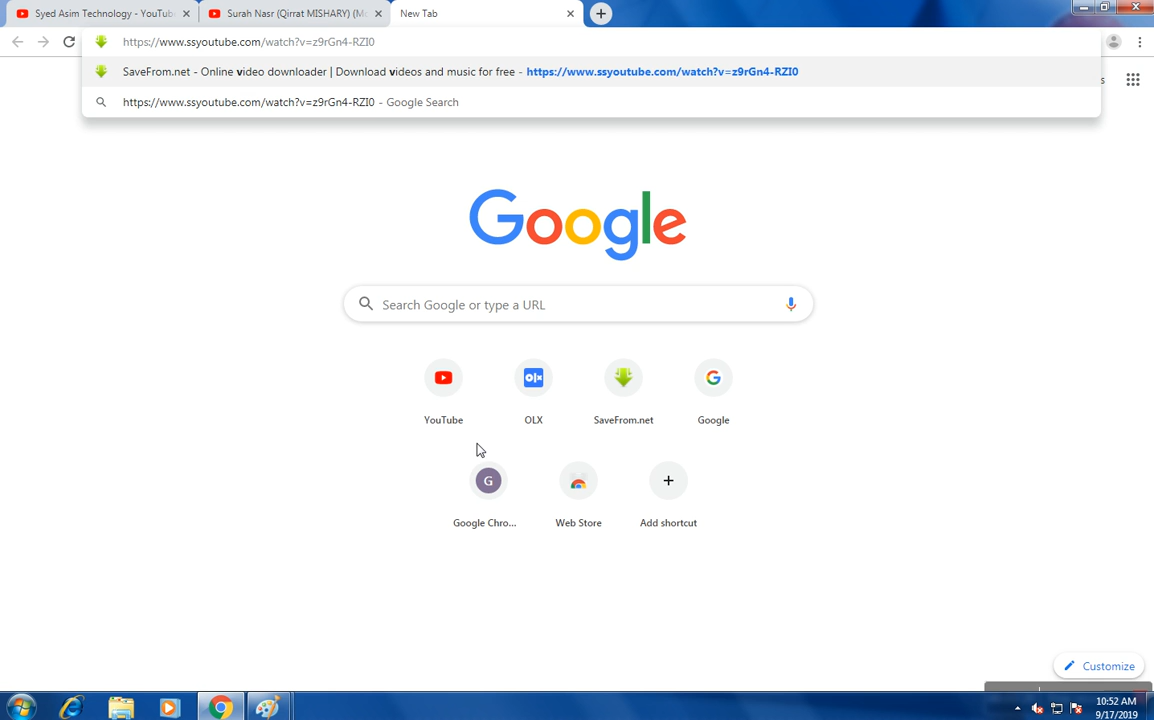 Syed Asim Technology - YouTube
Surah Nasr (Qirrat MISHARY) (Mu
New Tab
https://www.ssyoutube.com/watch?v=z9rGn4-RZI0
SaveFrom.net - Online video downloader | Download videos and music for free - https://www.ssyoutube.com/watch?v=z9rGn4-RZI0
https://www.ssyoutube.com/watch?v=z9rGn4-RZI0 - Google Search
Google
Search Google or type a URL
olx
G
YouTube
OLX
SaveFrom.net
Google
G
Google Chro...
Web Store
Add shortcut
Customize
10:52 AM
9/17/2019